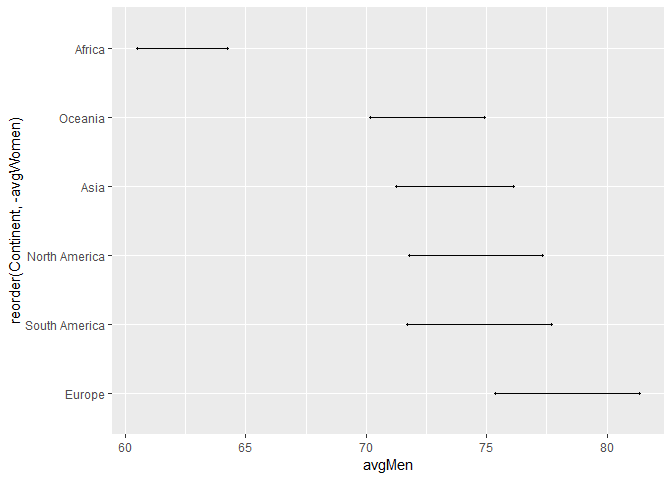 reorder(Continent, -avgWomen)
Africa
Oceania
Asia
North America
South America
Europe
60 65 70 75 80
avgMen